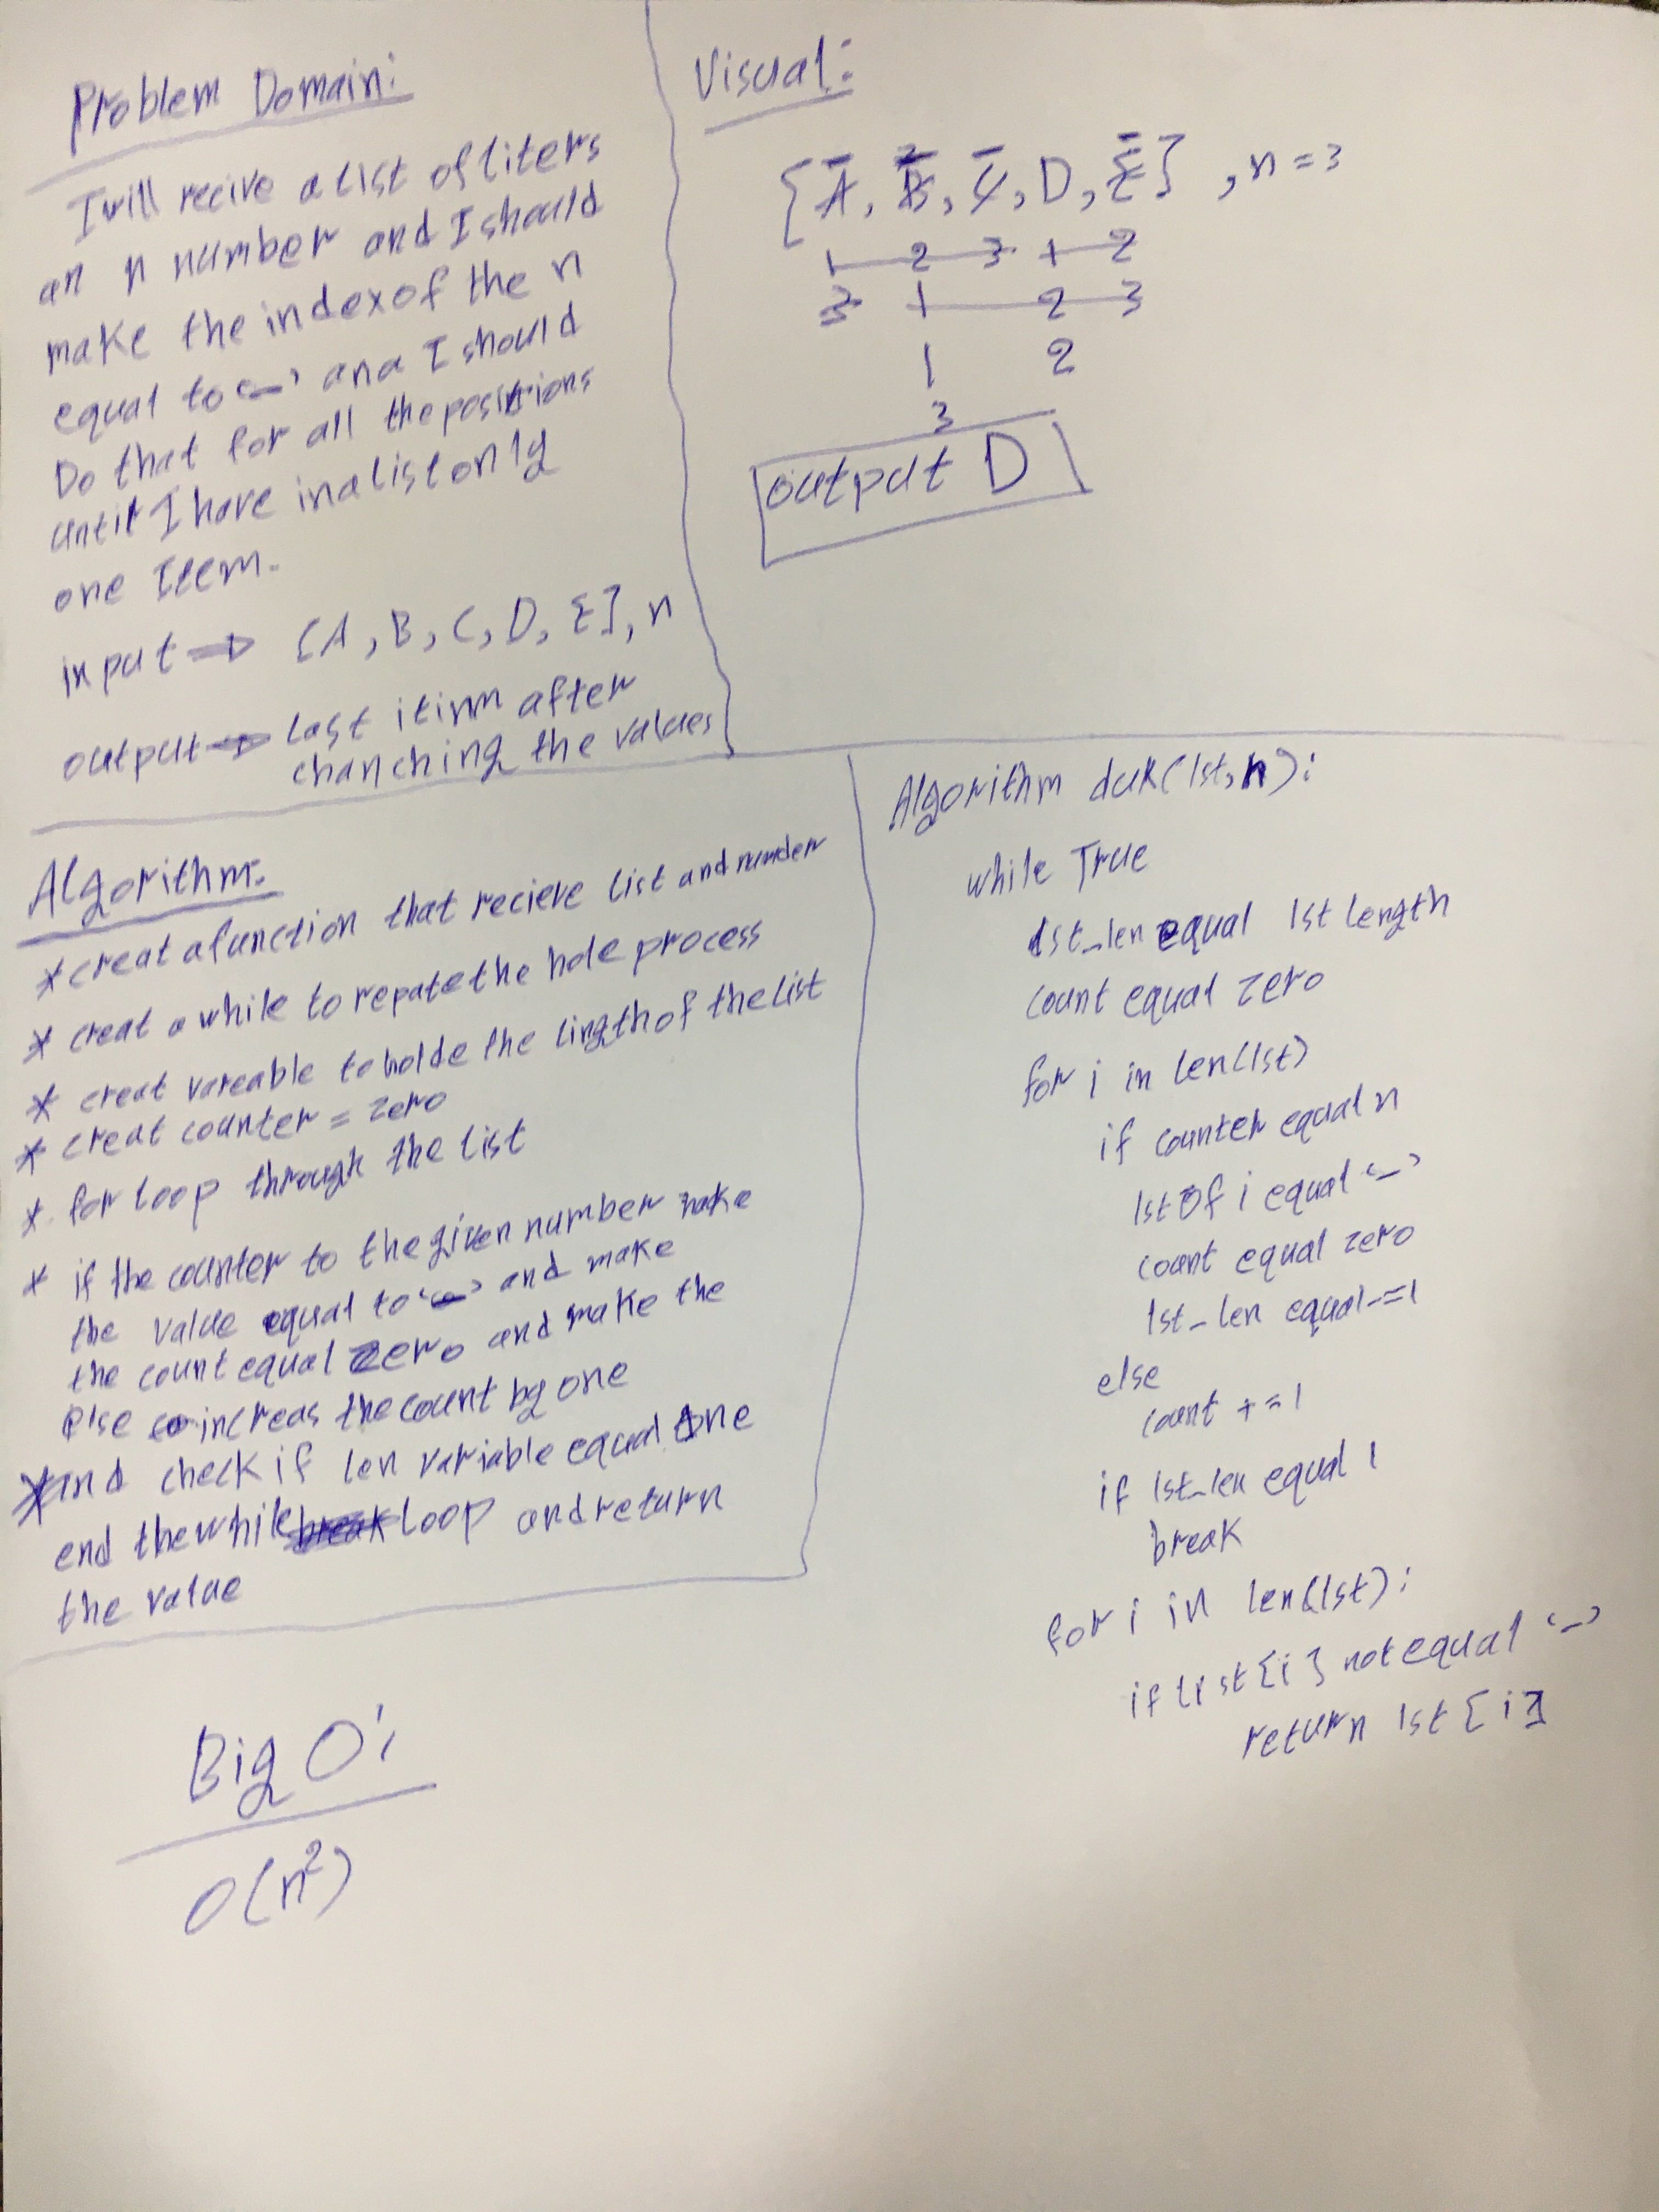 Problem Domain:
I will recive a list of liters
an n number and I should
make the index of the n
equal to '_' and I should
Do that for all the positions
until I have in a list only
one Item.
input → [A, B, C, D, E], n
output → last itinm after
chanching the values
Visual:
{A, B, C, D, E} , n = 3
1 2 3 1 2
3 1 2 3
1 2
3
output D
Algorithm:
* creat a function that recieve list and number
* creat a while to repate the hole process
* creat vareable to holde the lingth of the list
* creat counter = zero
* for loop through the list
* if the counter to the given number make
the value equal to '_' and make
the count equal zero and make the
else increas the count by one
* and check if len variable equal one
end the while loop and return
the value
Algorithm duk(lst, n):
while True
lst_len equal lst length
count equal zero
for i in len(lst)
if counter equal n
lst of i equal '_'
count equal zero
lst_len equal -=1
else
count +=1
if lst_len equal 1
break
for i in len(lst):
if list [i] not equal '_'
return lst [i]
Big O:
O(n²)